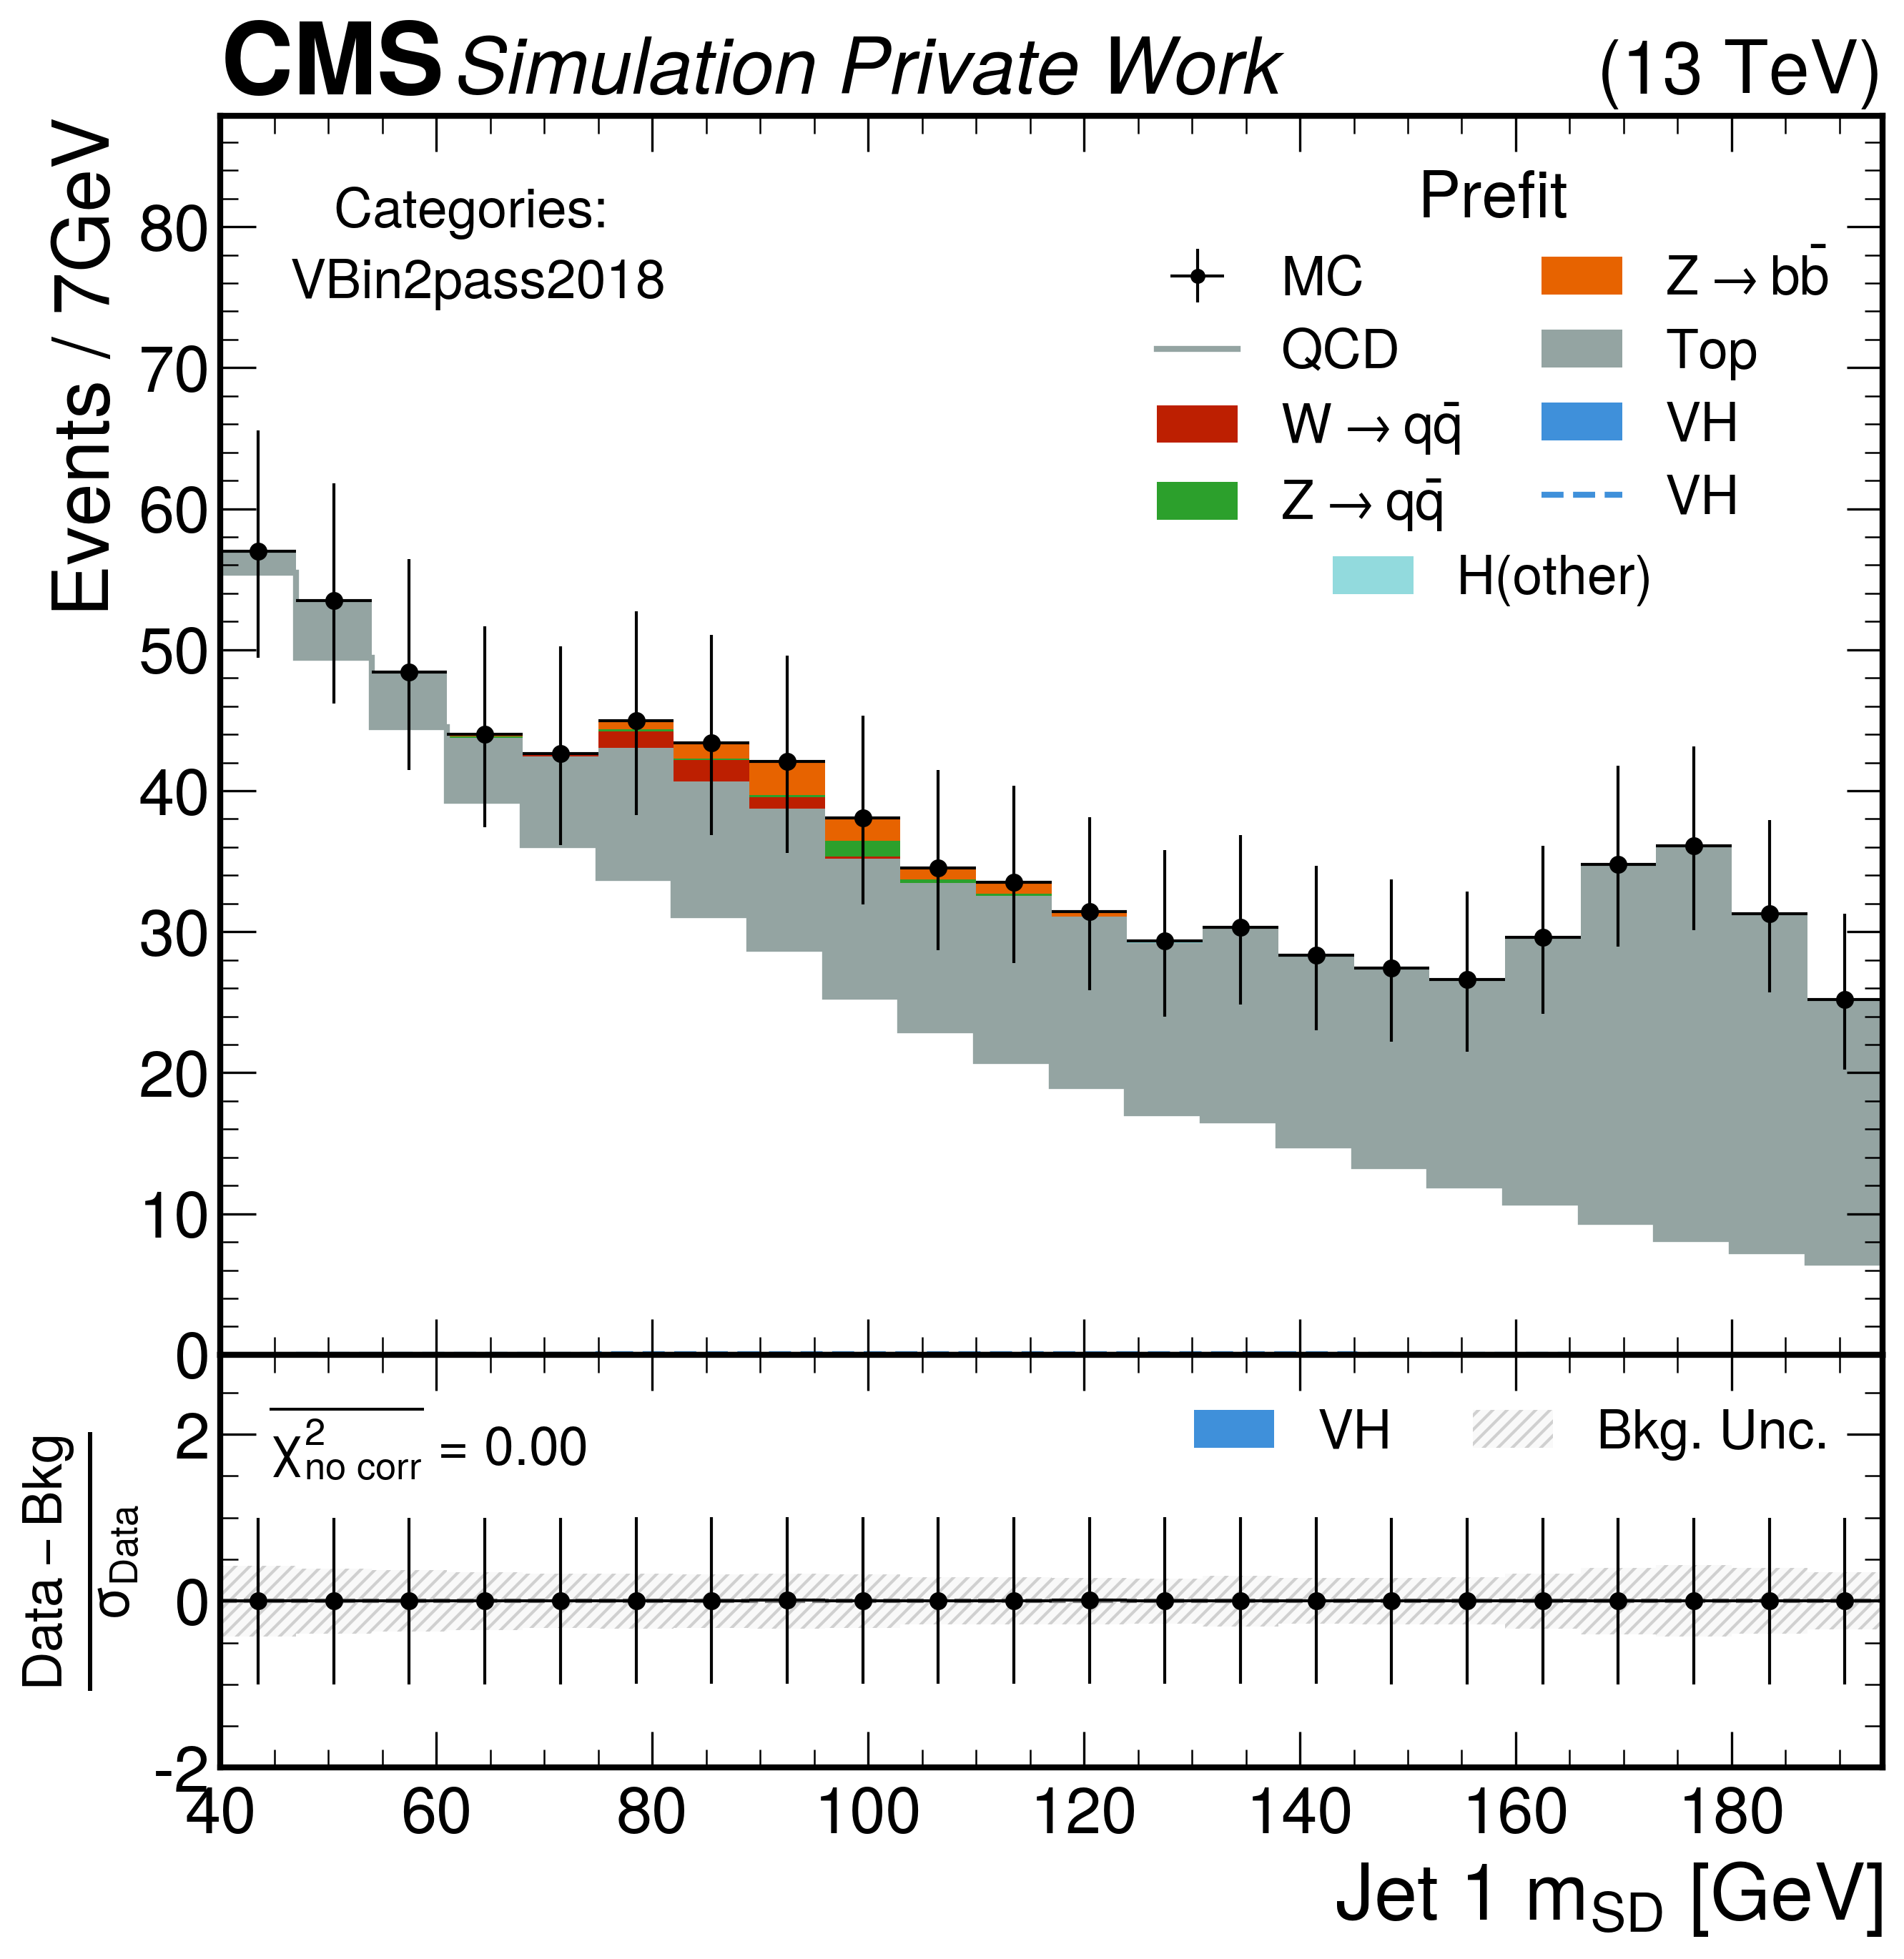 CMS Simulation Private Work (13 TeV)
Events / 7GeV
80
70
60
50
40
30
20
10
0
Categories:
VBin2pass2018
Prefit
MC
QCD
W → qq̄
Z → qq̄
Z → bb̄
Top
VH
VH
H(other)
Data − Bkg
σData
2
0
-2
χ²no corr = 0.00
VH
Bkg. Unc.
40 60 80 100 120 140 160 180
Jet 1 mSD [GeV]